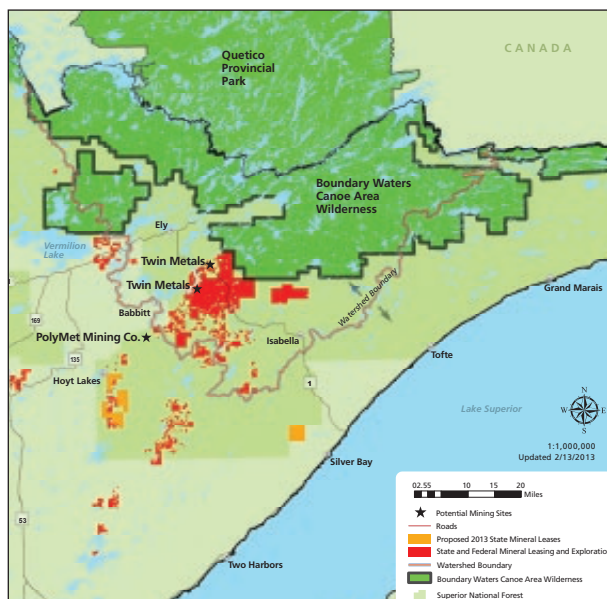 CANADA
Quetico
Provincial
Park
Boundary Waters
Canoe Area
Wilderness
Ely
Vermilion
Lake
Twin Metals
Twin Metals
Grand Marais
Watershed Boundary
Babbitt
169
PolyMet Mining Co.
Isabella
Tofte
135
Hoyt Lakes
1
Lake Superior
N
W
E
S
1:1,000,000
Updated 2/13/2013
Silver Bay
53
Two Harbors
02.55 10 15 20
Miles
Potential Mining Sites
Roads
Proposed 2013 State Mineral Leases
State and Federal Mineral Leasing and Exploration
Watershed Boundary
Boundary Waters Canoe Area Wilderness
Superior National Forest